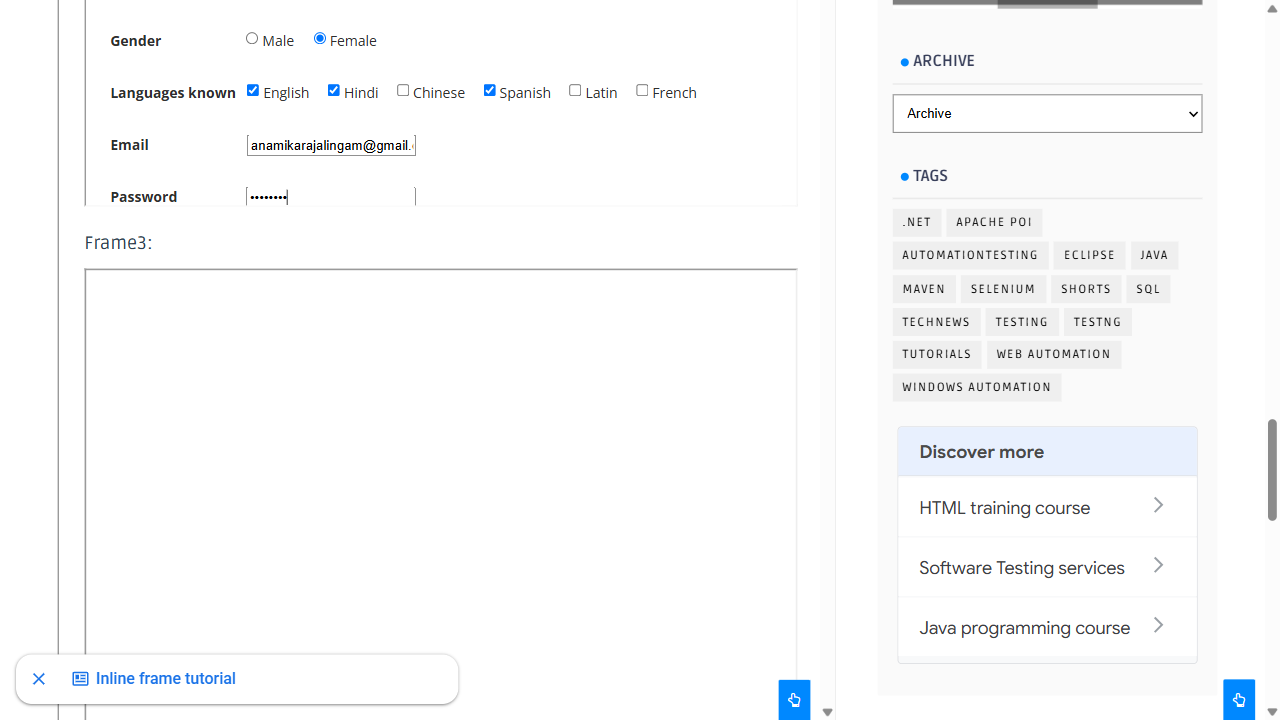 Gender Male Female
Languages known English Hindi Chinese Spanish Latin French
Email anamikarajalingam@gmail.
Password ••••••••
Frame3:
Inline frame tutorial
ARCHIVE
Archive
TAGS
.NET APACHE POI
AUTOMATIONTESTING ECLIPSE JAVA
MAVEN SELENIUM SHORTS SQL
TECHNEWS TESTING TESTNG
TUTORIALS WEB AUTOMATION
WINDOWS AUTOMATION
Discover more
HTML training course
Software Testing services
Java programming course